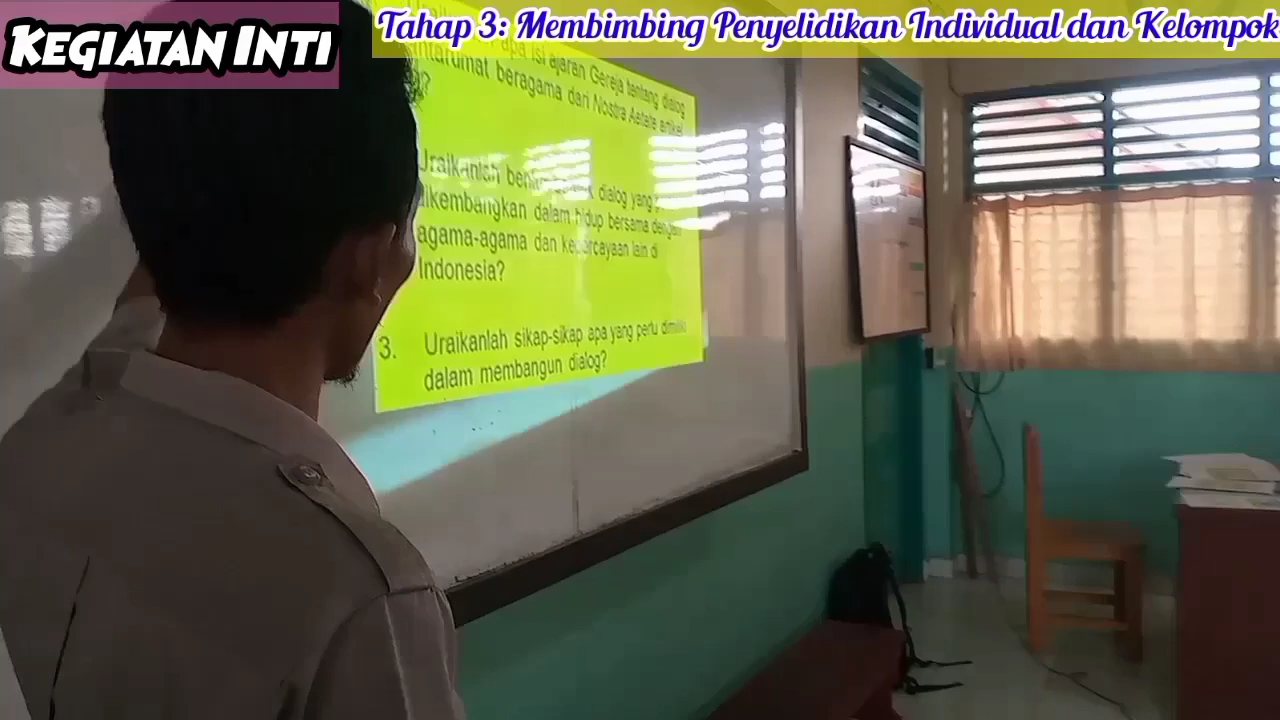 KEGIATAN INTI
Tahap 3: Membimbing Penyelidikan Individual dan Kelompok
apa isi ajaran Gereja tentang dialog
beragama dari Nostra Aetate artikel
?
Uraikanlah dialog yang
dikembangkan dalam hidup bersama dengan
agama-agama dan kepercayaan lain di
Indonesia?
3. Uraikanlah sikap-sikap apa yang perlu dimiliki
dalam membangun dialog?